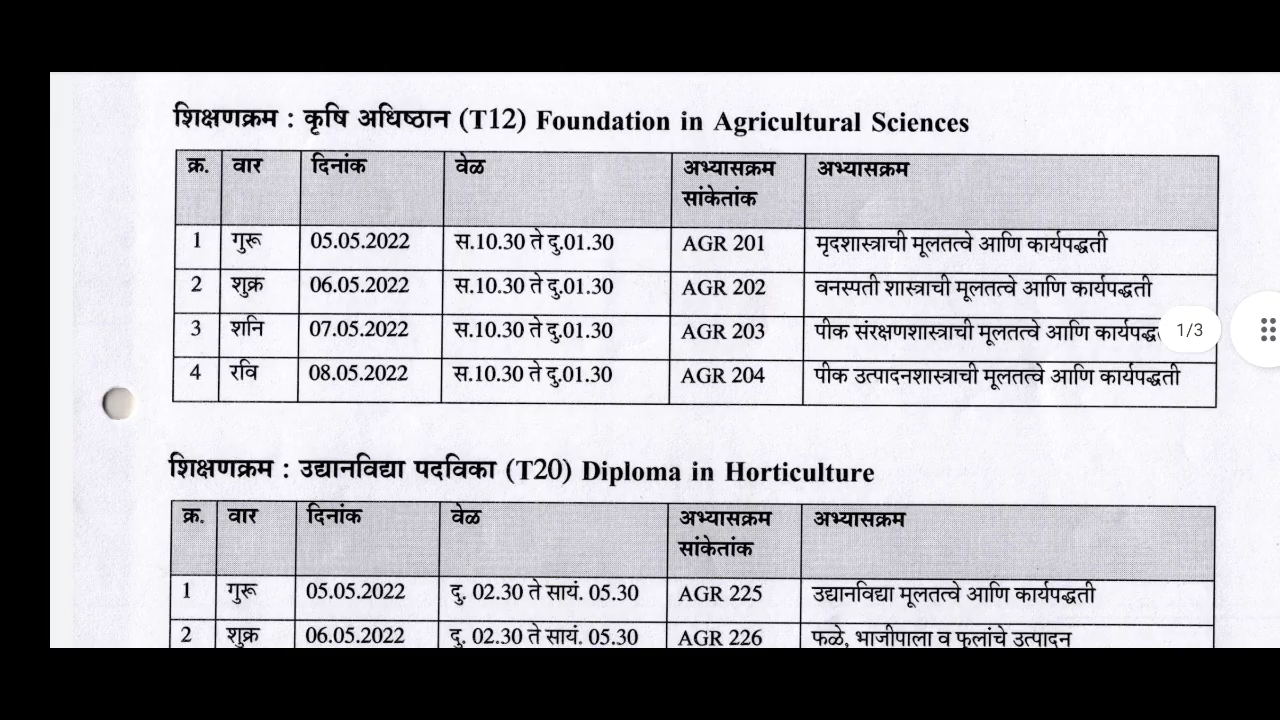 शिक्षणक्रम : कृषि अधिष्ठान (T12) Foundation in Agricultural Sciences
क्र. वार दिनांक वेळ अभ्यासक्रम सांकेतांक अभ्यासक्रम
1 गुरू 05.05.2022 स.10.30 ते दु.01.30 AGR 201 मृदशास्त्राची मूलतत्वे आणि कार्यपद्धती
2 शुक्र 06.05.2022 स.10.30 ते दु.01.30 AGR 202 वनस्पती शास्त्राची मूलतत्वे आणि कार्यपद्धती
3 शनि 07.05.2022 स.10.30 ते दु.01.30 AGR 203 पीक संरक्षणशास्त्राची मूलतत्वे आणि
1/3
4 रवि 08.05.2022 स.10.30 ते दु.01.30 AGR 204 पीक उत्पादनशास्त्राची मूलतत्वे आणि कार्यपद्धती
शिक्षणक्रम : उद्यानविद्या पदविका (T20) Diploma in Horticulture
क्र. वार दिनांक वेळ अभ्यासक्रम सांकेतांक अभ्यासक्रम
1 गुरू 05.05.2022 दु. 02.30 ते सायं. 05.30 AGR 225 उद्यानविद्या मूलतत्वे आणि कार्यपद्धती
2 शुक्र 06.05.2022 दु. 02.30 ते सायं. 05.30 AGR 226 फळे, भाजीपाला व फुलांचे उत्पादन